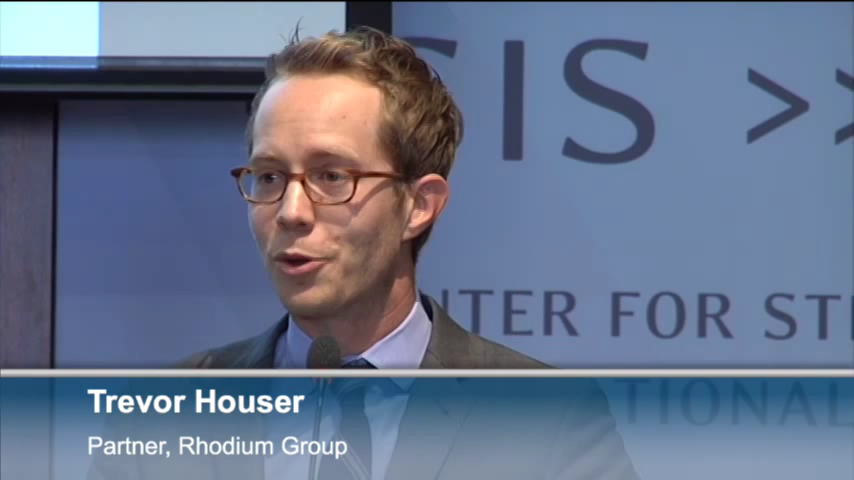 SIS >>
NTER FOR ST
TIONAL
Trevor Houser
Partner, Rhodium Group